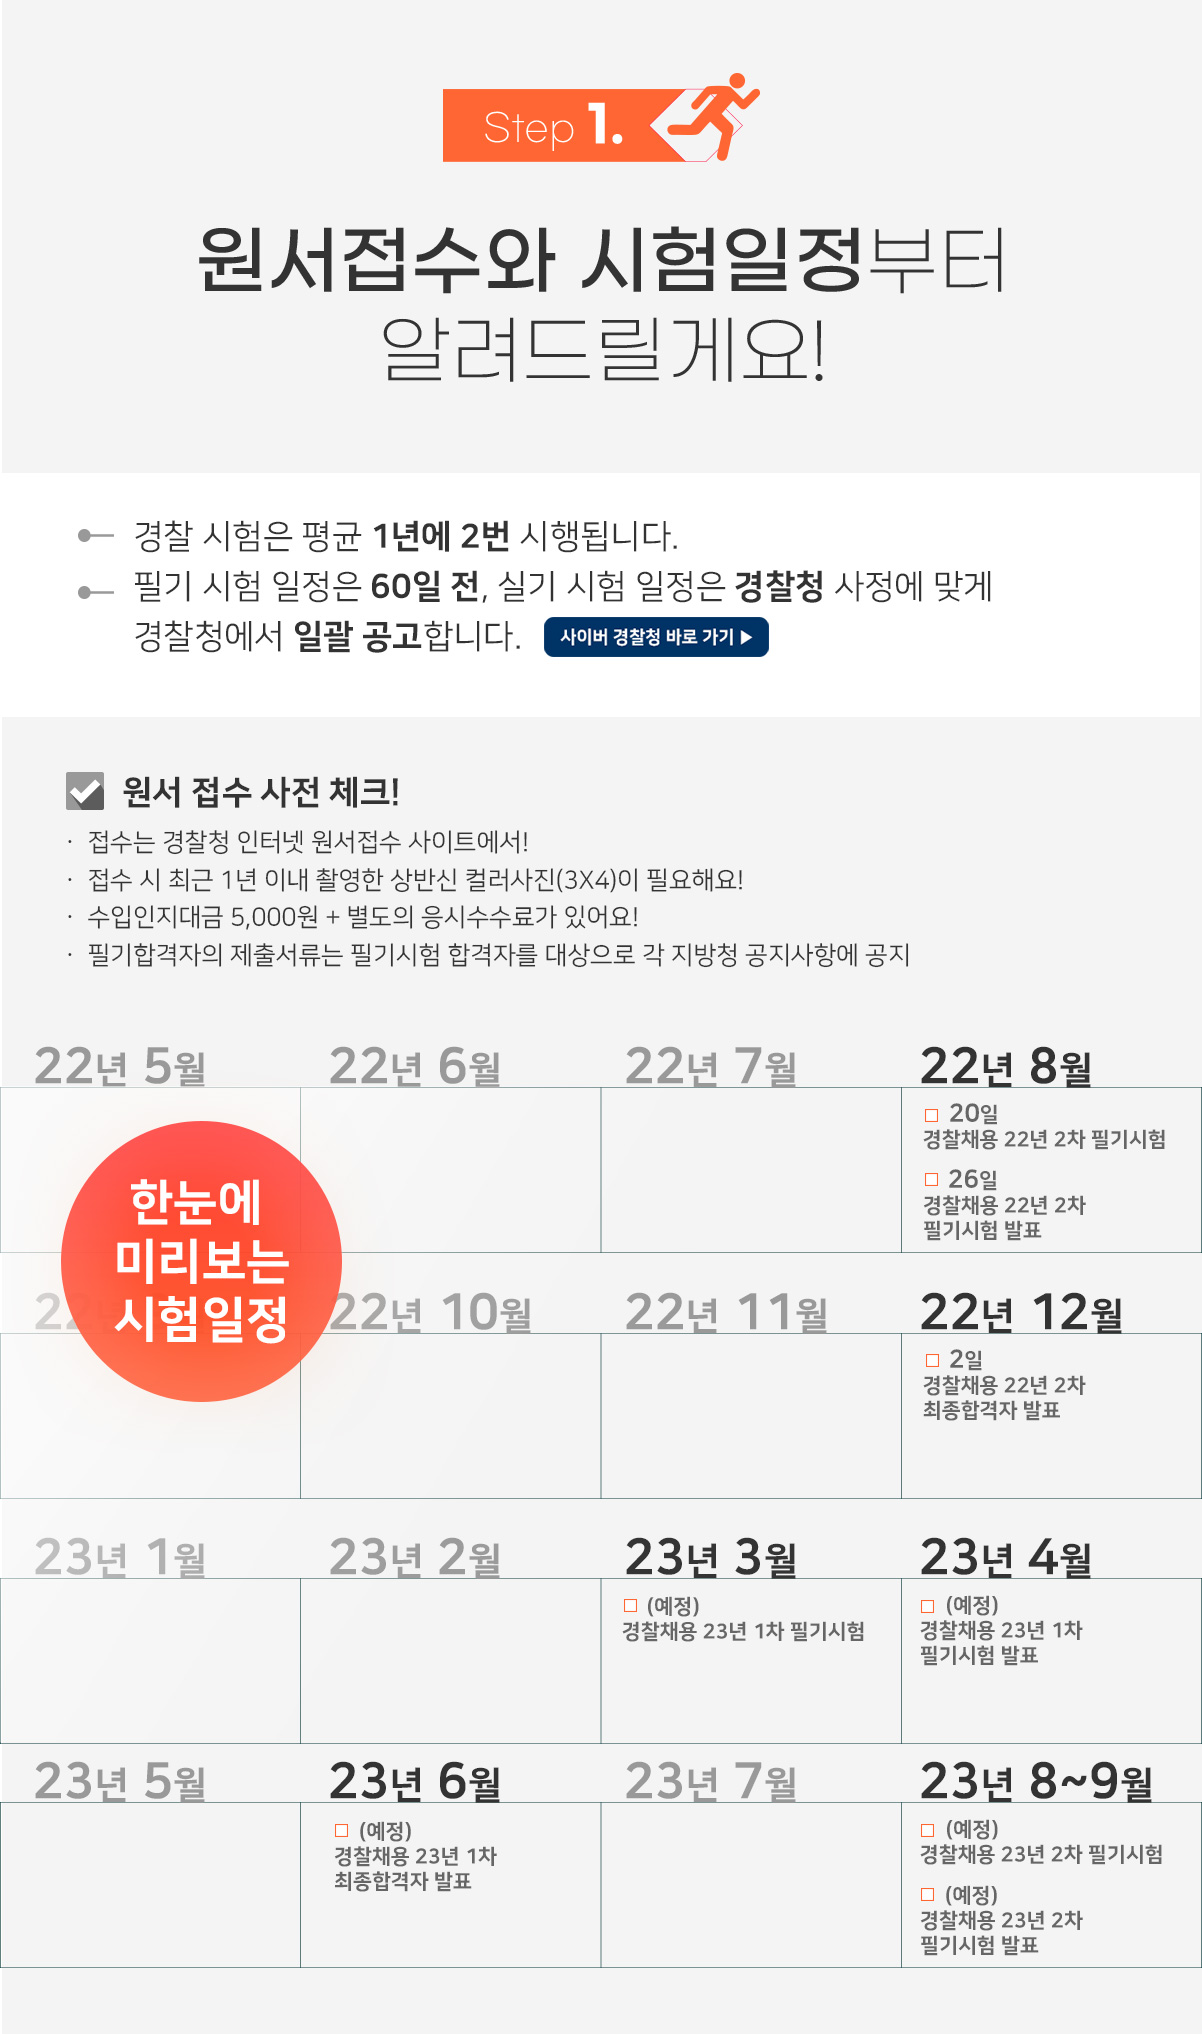 Step 1.
원서접수와 시험일정부터
알려드릴게요!
경찰 시험은 평균 1년에 2번 시행됩니다.
필기 시험 일정은 60일 전, 실기 시험 일정은 경찰청 사정에 맞게
경찰청에서 일괄 공고합니다. 사이버 경찰청 바로 가기 ▶
원서 접수 사전 체크!
· 접수는 경찰청 인터넷 원서접수 사이트에서!
· 접수 시 최근 1년 이내 촬영한 상반신 컬러사진(3X4)이 필요해요!
· 수입인지대금 5,000원 + 별도의 응시수수료가 있어요!
· 필기합격자의 제출서류는 필기시험 합격자를 대상으로 각 지방청 공지사항에 공지
22년 5월 22년 6월 22년 7월 22년 8월
20일
경찰채용 22년 2차 필기시험
26일
경찰채용 22년 2차
필기시험 발표
한눈에
미리보는
시험일정
22년 10월 22년 11월 22년 12월
2일
경찰채용 22년 2차
최종합격자 발표
23년 1월 23년 2월 23년 3월 23년 4월
(예정)
경찰채용 23년 1차 필기시험
(예정)
경찰채용 23년 1차
필기시험 발표
23년 5월 23년 6월 23년 7월 23년 8~9월
(예정)
경찰채용 23년 1차
최종합격자 발표
(예정)
경찰채용 23년 2차 필기시험
(예정)
경찰채용 23년 2차
필기시험 발표